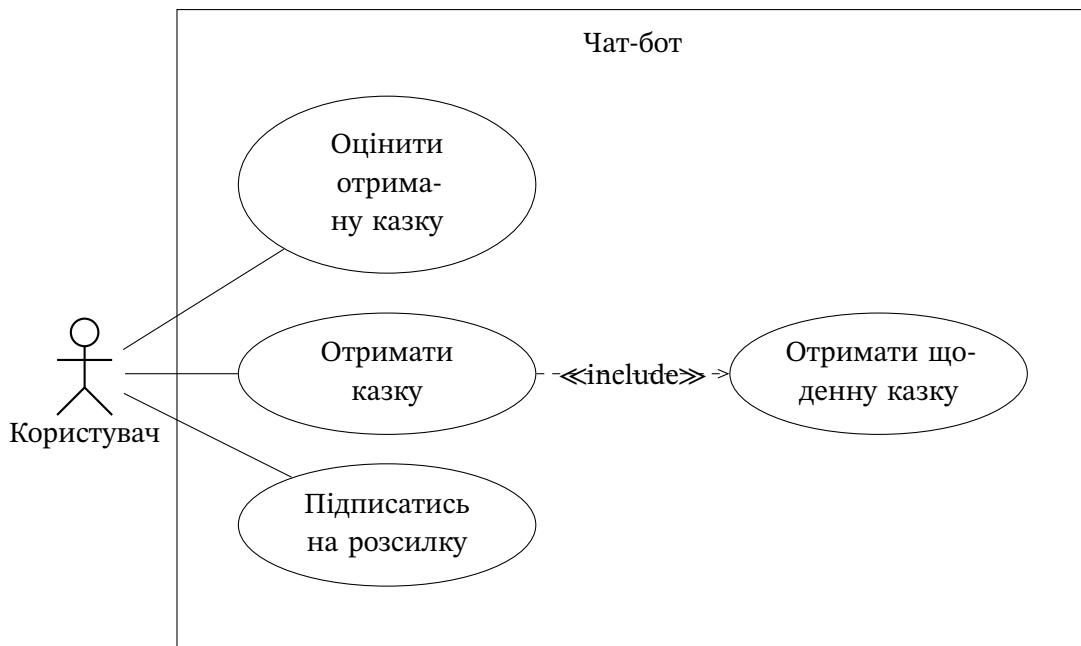 Чат-бот
Оцінити
отрима-
ну казку
Отримати
казку
≪include≫
Отримати що-
денну казку
Користувач
Підписатись
на розсилку